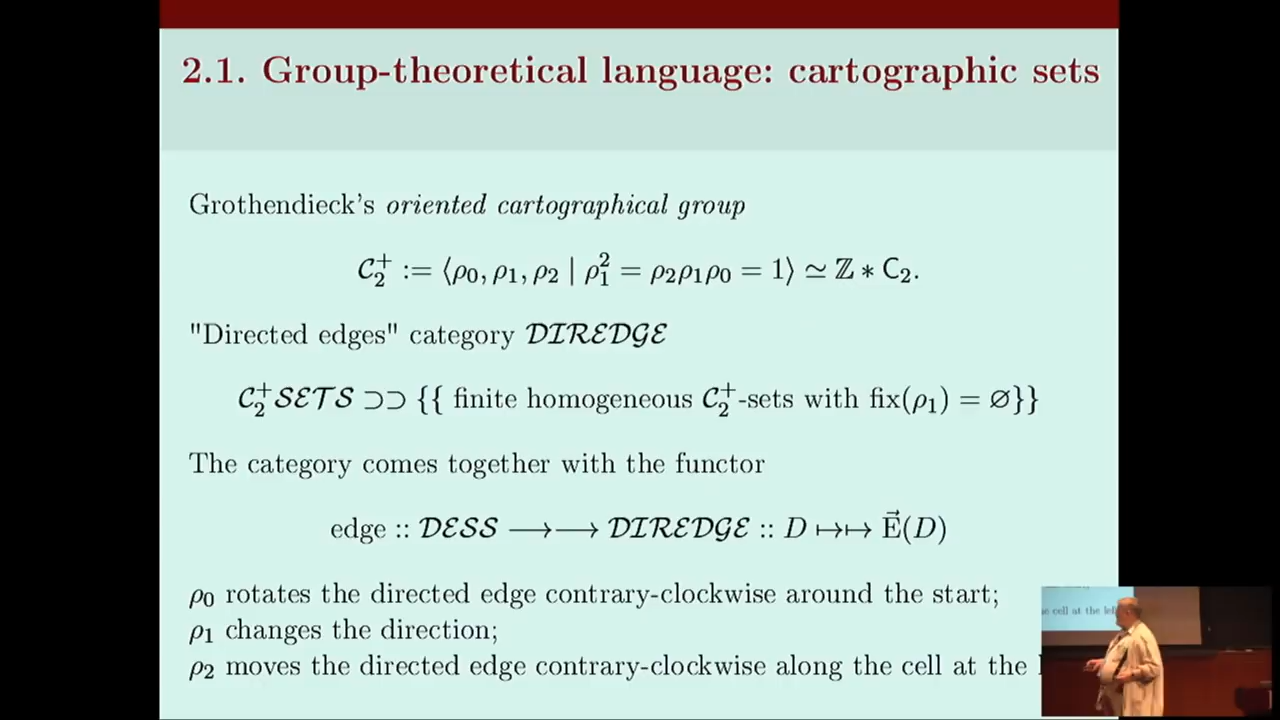 2.1. Group-theoretical language: cartographic sets
Grothendieck's oriented cartographical group
𝒞₂⁺ := ⟨ρ₀, ρ₁, ρ₂ | ρ₁² = ρ₂ρ₁ρ₀ = 1⟩ ≃ ℤ ∗ C₂.
"Directed edges" category 𝒟ℐℛℰ𝒟𝒢ℰ
𝒞₂⁺𝒮ℰ𝒯𝒮 ⊃⊃ {{ finite homogeneous 𝒞₂⁺-sets with fix(ρ₁) = ∅}}
The category comes together with the functor
edge :: 𝒟ℰ𝒮𝒮 ⟶⟶ 𝒟ℐℛℰ𝒟𝒢ℰ :: D ↦↦ E⃗(D)
ρ₀ rotates the directed edge contrary-clockwise around the start;
ρ₁ changes the direction;
ρ₂ moves the directed edge contrary-clockwise along the cell at the
cell at the